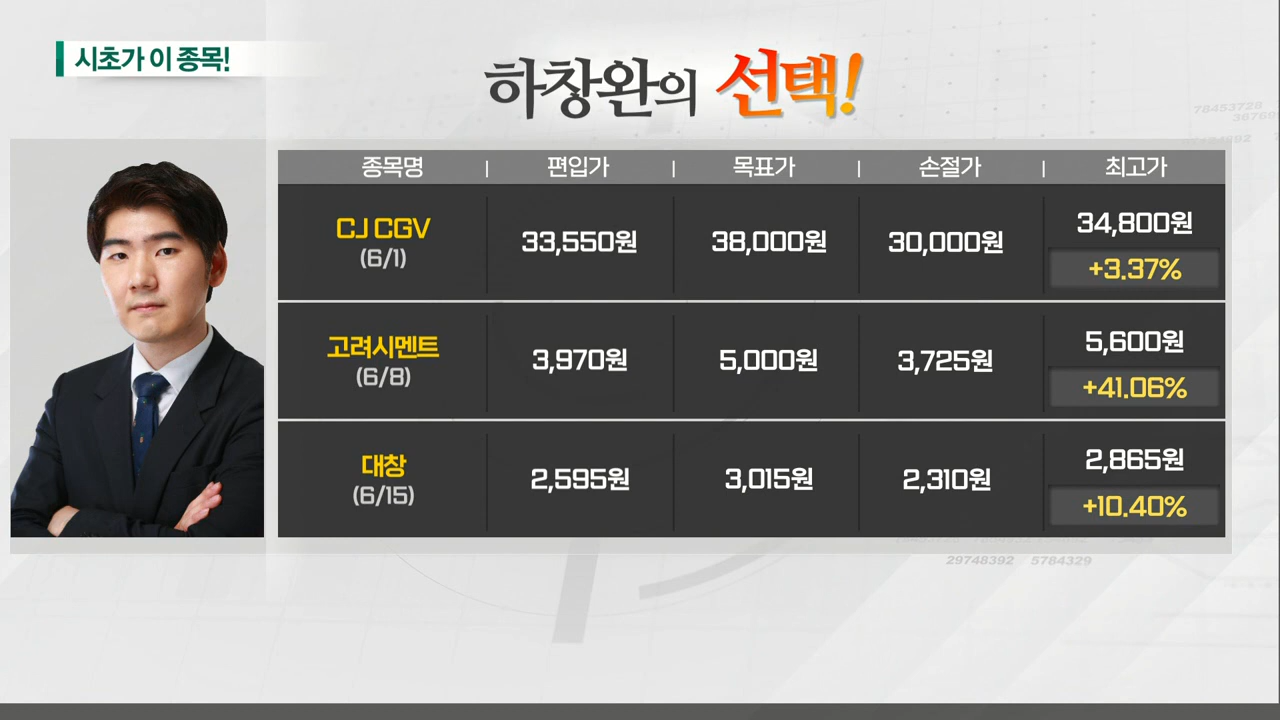 시초가 이 종목!
하창완의 선택!
종목명 | 편입가 | 목표가 | 손절가 | 최고가
CJ CGV
(6/1)
33,550원
38,000원
30,000원
34,800원
+3.37%
고려시멘트
(6/8)
3,970원
5,000원
3,725원
5,600원
+41.06%
대창
(6/15)
2,595원
3,015원
2,310원
2,865원
+10.40%
78453728
29748392 5784329